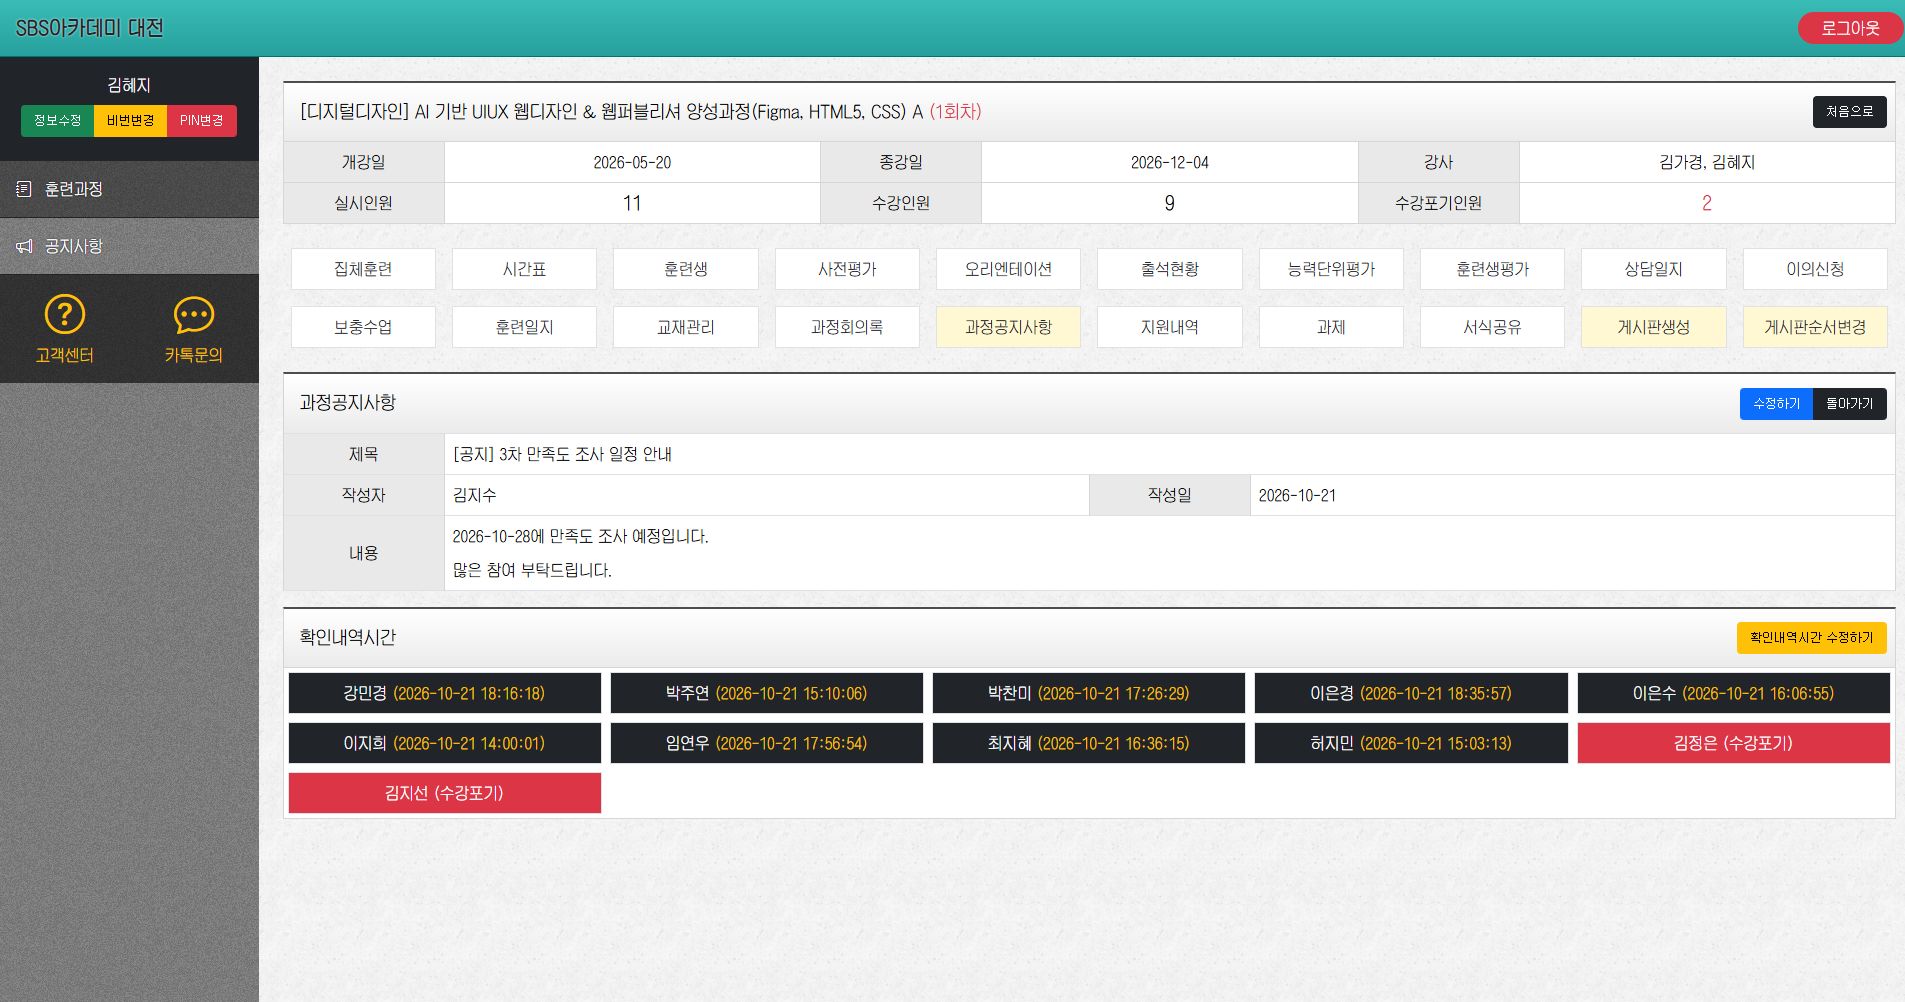 SBS아카데미 대전
로그아웃
김혜지
정보수정 비번변경 PIN변경
훈련과정
공지사항
고객센터 카톡문의
[디지털디자인] AI 기반 UIUX 웹디자인 & 웹퍼블리셔 양성과정(Figma, HTML5, CSS) A (1회차)
처음으로
개강일 2026-05-20 종강일 2026-12-04 강사 김가경, 김혜지
실시인원 11 수강인원 9 수강포기인원 2
집체훈련 시간표 훈련생 사전평가 오리엔테이션 출석현황 능력단위평가 훈련생평가 상담일지 이의신청
보충수업 훈련일지 교재관리 과정회의록 과정공지사항 지원내역 과제 서식공유 게시판생성 게시판순서변경
과정공지사항
수정하기 돌아가기
제목 [공지] 3차 만족도 조사 일정 안내
작성자 김지수 작성일 2026-10-21
내용
2026-10-28에 만족도 조사 예정입니다.
많은 참여 부탁드립니다.
확인내역시간
확인내역시간 수정하기
강민경 (2026-10-21 18:16:18) 박주연 (2026-10-21 15:10:06) 박찬미 (2026-10-21 17:26:29) 이은경 (2026-10-21 18:35:57) 이은수 (2026-10-21 16:06:55)
이지희 (2026-10-21 14:00:01) 임연우 (2026-10-21 17:56:54) 최지혜 (2026-10-21 16:36:15) 허지민 (2026-10-21 15:03:13) 김정은 (수강포기)
김지선 (수강포기)